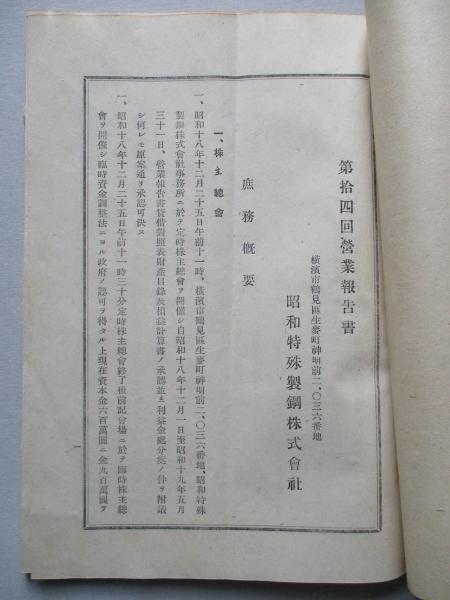 第拾四回營業報告書
橫濱市鶴見區生麥町神明前二、〇三六番地
昭和特殊製鋼株式會社
庶務槪要
一、株主總會
一、昭和十八年十二月二十五日午前十一時、橫濱市鶴見區生麥町神明前二、〇三六番地、昭和特殊
製鋼株式會社事務所ニ於テ定時株主總會ヲ開催シ自昭和十八年十二月一日至昭和十九年五月
三十一日、營業報告書貸借對照表財產目錄及損益計算書ノ承認並ニ利益金處分案ノ件ヲ附議
シ何レモ原案通リ承認可決ス
一、昭和十八年十二月二十五日午前十一時三十分定時株主總會終了後前記會場ニ於テ臨時株主總
會ヲ開催シ臨時資金調整法ニヨル政府ノ認可ヲ得タル上現在資本金六百萬圓ニ金九百萬圓ヲ